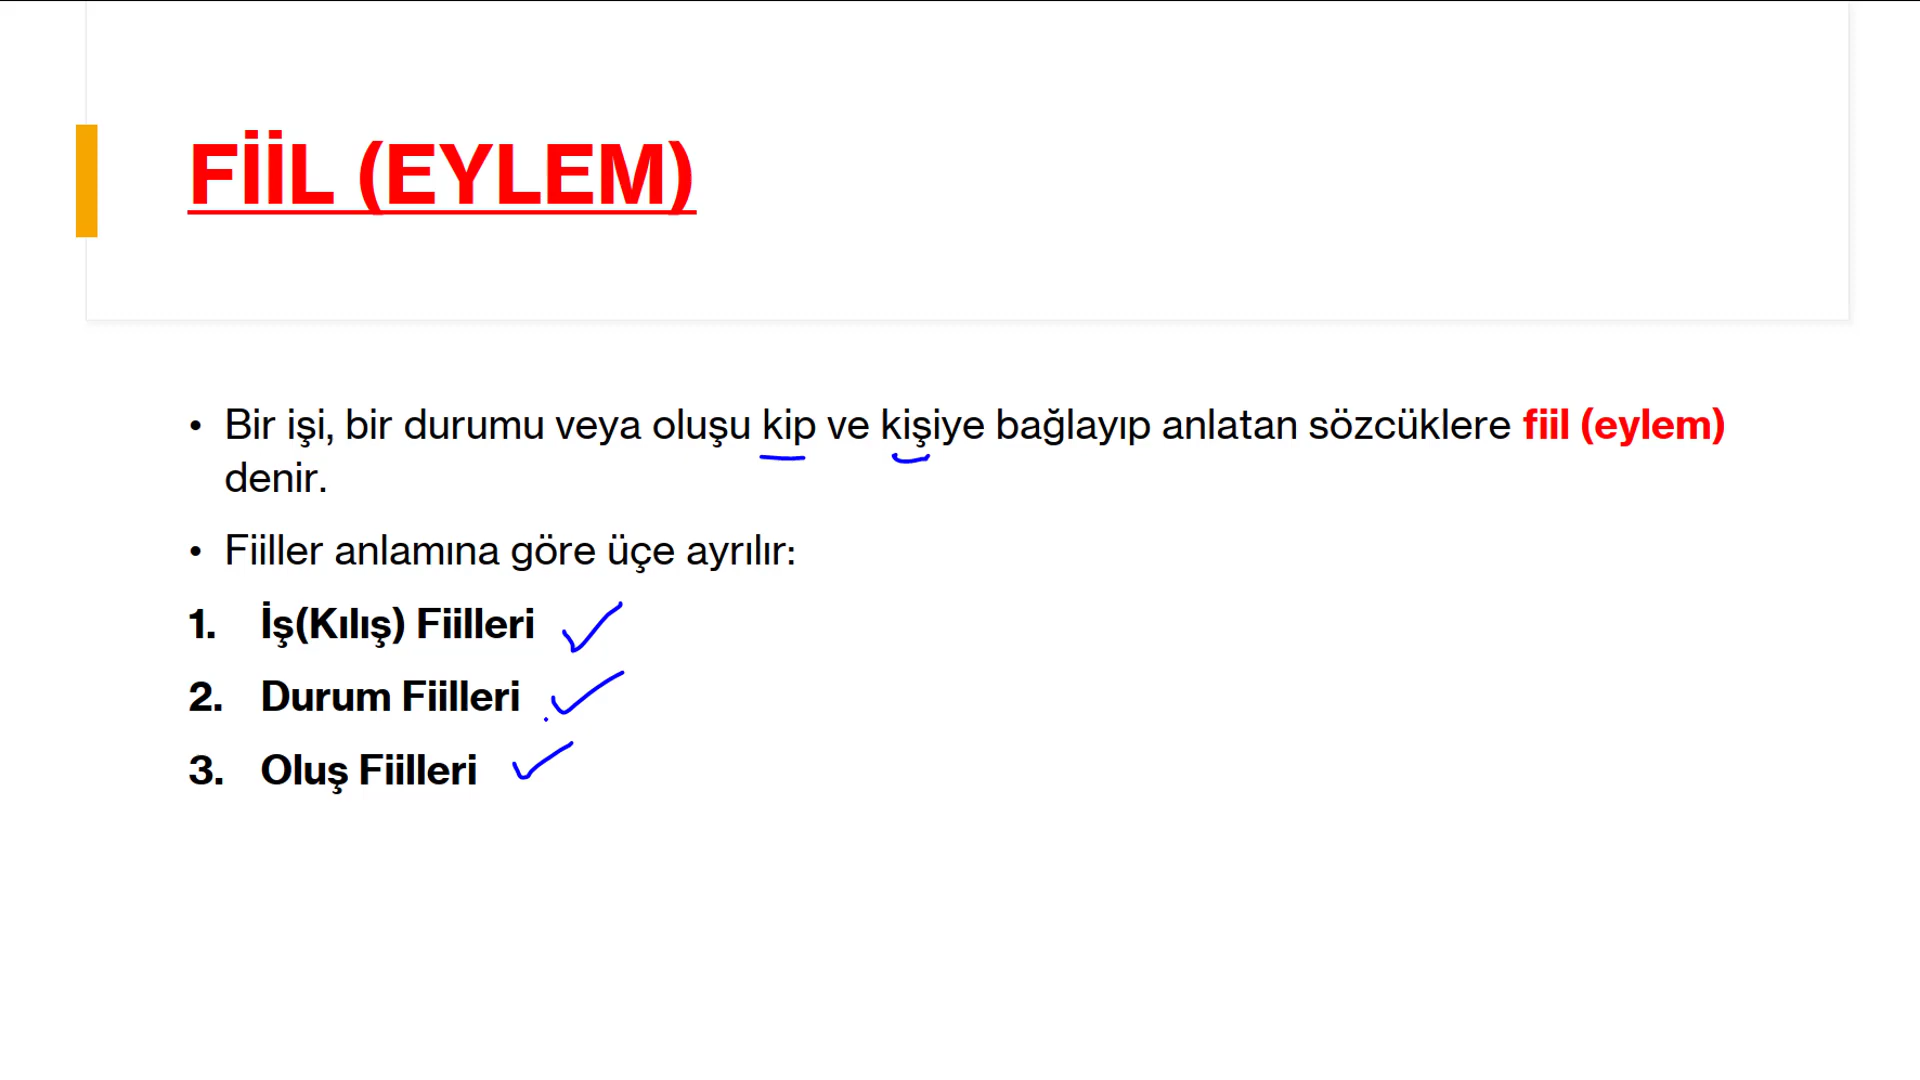 FİİL (EYLEM)
• Bir işi, bir durumu veya oluşu kip ve kişiye bağlayıp anlatan sözcüklere fiil (eylem)
denir.
• Fiiller anlamına göre üçe ayrılır:
1. İş(Kılış) Fiilleri
2. Durum Fiilleri
3. Oluş Fiilleri